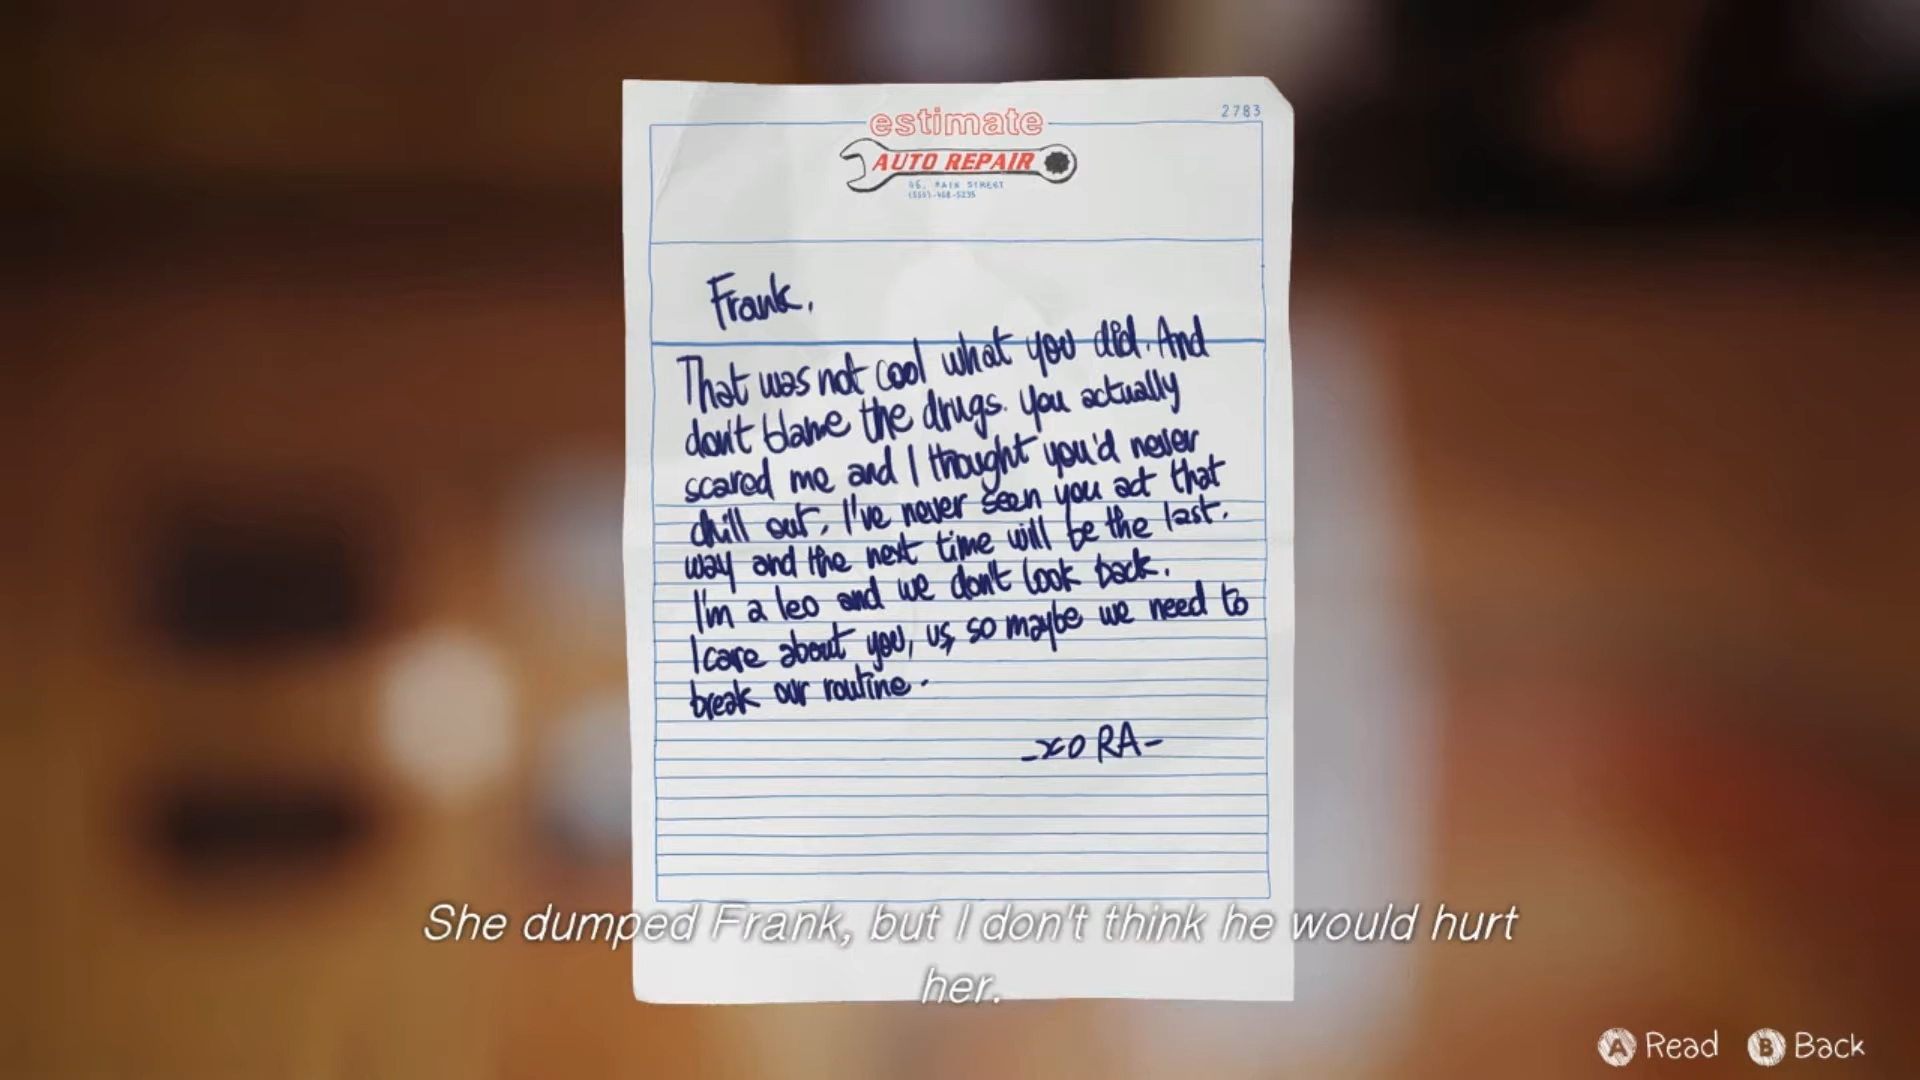 2783
estimate
AUTO REPAIR
MAIN STREET
Frank,
That was not cool what you did. And
don't blame the drugs. You actually
scared me and I thought you'd never
chill out. I've never seen you act that
way and the next time will be the last.
I'm a leo and we don't look back.
I care about you, us, so maybe we need to
break our routine.
-xo RA-
She dumped Frank, but I don't think he would hurt
her.
A Read B Back